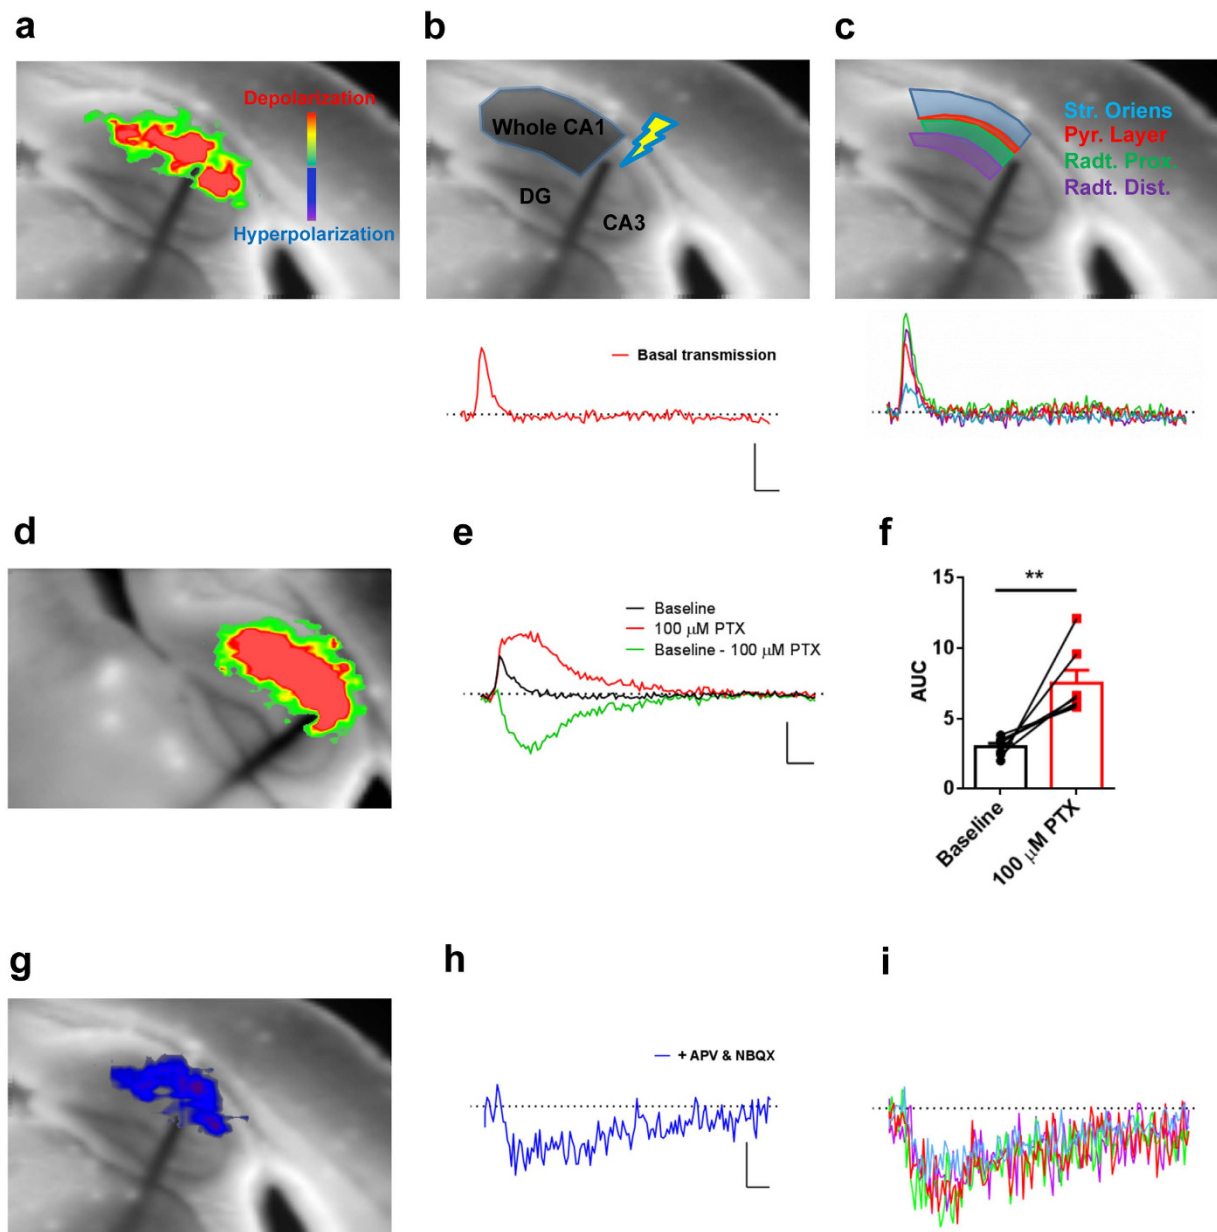 a
b
c
Depolarization
Hyperpolarization
Whole CA1
DG
CA3
Str. Oriens
Pyr. Layer
Radt. Prox.
Radt. Dist.
Basal transmission
d
e
f
Baseline
100 μM PTX
Baseline - 100 μM PTX
**
15
10
5
0
AUC
Baseline
100 μM PTX
g
h
i
+ APV & NBQX